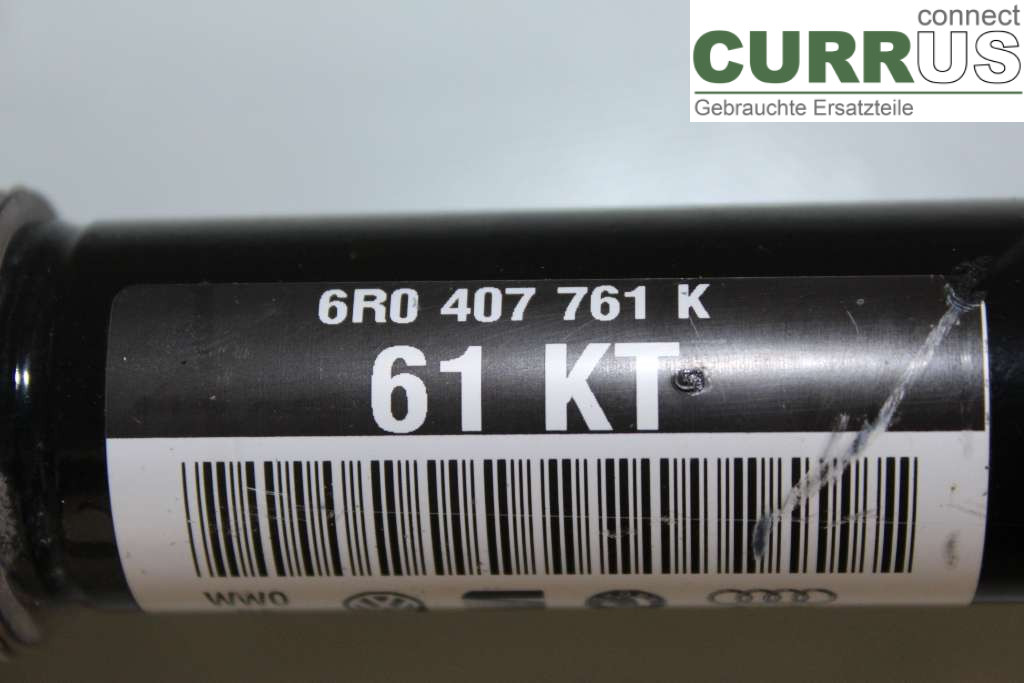 connect
CURRUS
Gebrauchte Ersatzteile
6R0 407 761 K
61 KT